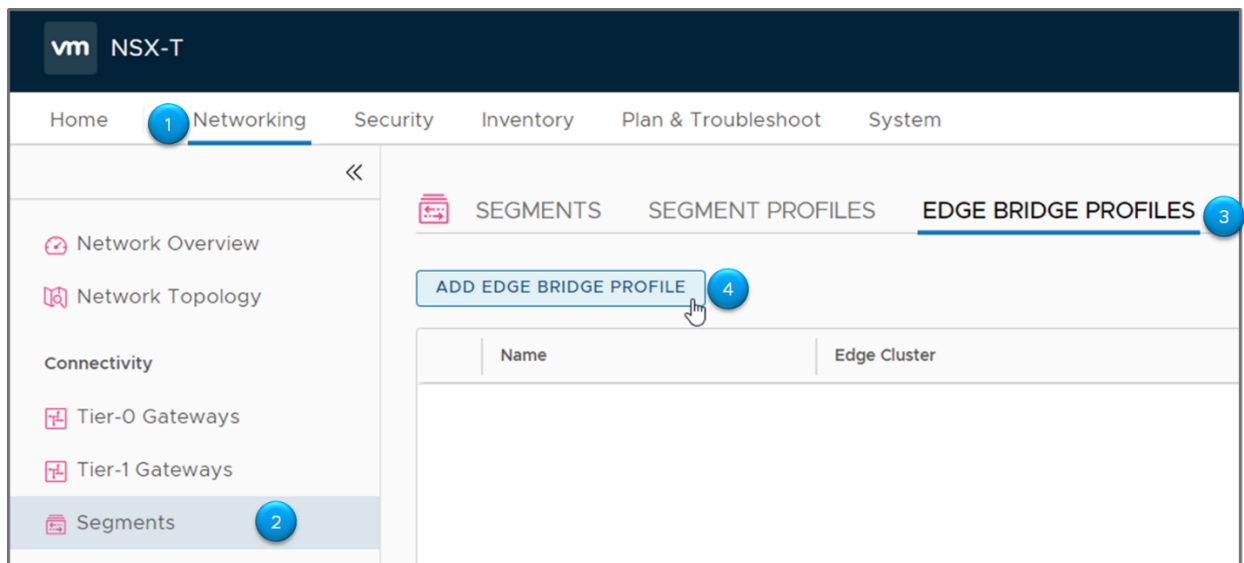 vm NSX-T
Home 1 Networking Security Inventory Plan & Troubleshoot System
Network Overview
Network Topology
Connectivity
Tier-0 Gateways
Tier-1 Gateways
Segments 2
SEGMENTS SEGMENT PROFILES EDGE BRIDGE PROFILES 3
ADD EDGE BRIDGE PROFILE 4
Name Edge Cluster